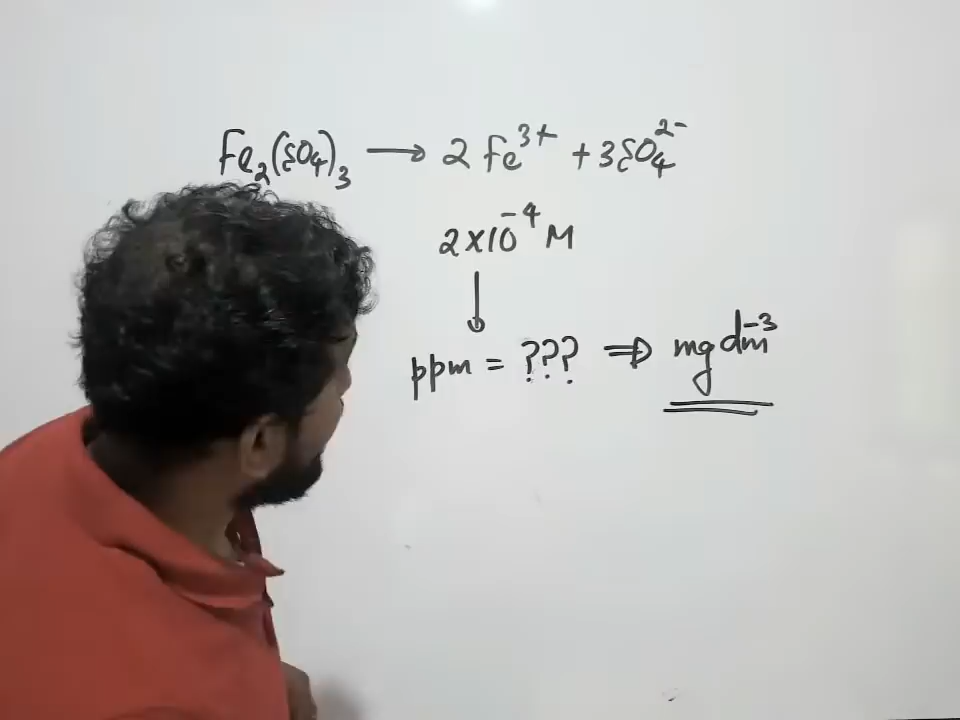 Fe₂(SO₄)₃ ⟶ 2 Fe³⁺ + 3SO₄²⁻
2×10⁻⁴ M
↓
ppm = ??? ⇒ mg dm⁻³